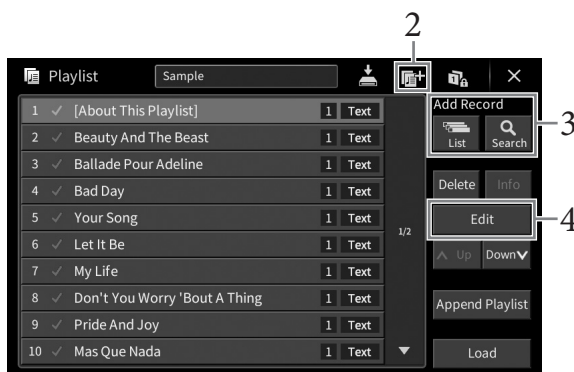 2
Playlist Sample
Add Record
1 [About This Playlist] 1 Text
2 Beauty And The Beast 1 Text
3 Ballade Pour Adeline 1 Text
4 Bad Day 1 Text
5 Your Song 1 Text
6 Let It Be 1 Text
7 My Life 1 Text
8 Don't You Worry 'Bout A Thing 1 Text
9 Pride And Joy 1 Text
10 Mas Que Nada 1 Text
1/2
List Search
3
Delete Info
Edit
4
Up Down
Append Playlist
Load